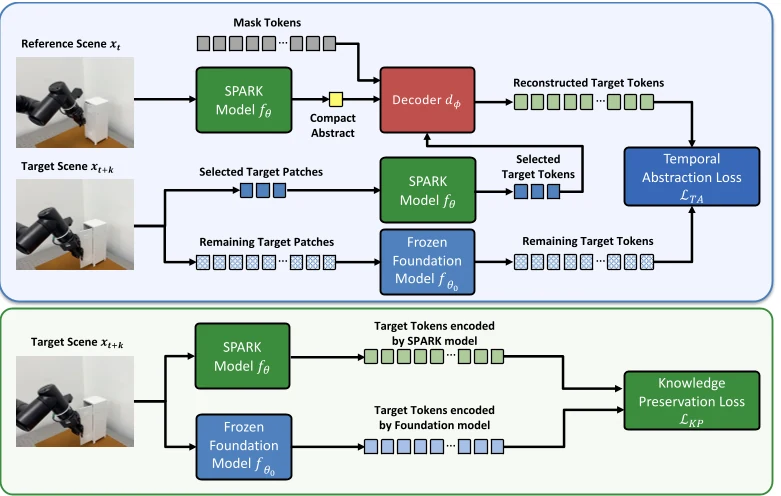 Mask Tokens
Reference Scene xₜ
SPARK
Model f_θ
Compact
Abstract
Decoder d_ϕ
Reconstructed Target Tokens
Temporal
Abstraction Loss
ℒ_TA
Target Scene xₜ₊ₖ
Selected Target Patches
SPARK
Model f_θ
Selected
Target Tokens
Remaining Target Patches
Frozen
Foundation
Model f_θ₀
Remaining Target Tokens
Target Scene xₜ₊ₖ
SPARK
Model f_θ
Target Tokens encoded
by SPARK model
Frozen
Foundation
Model f_θ₀
Target Tokens encoded
by Foundation model
Knowledge
Preservation Loss
ℒ_KP